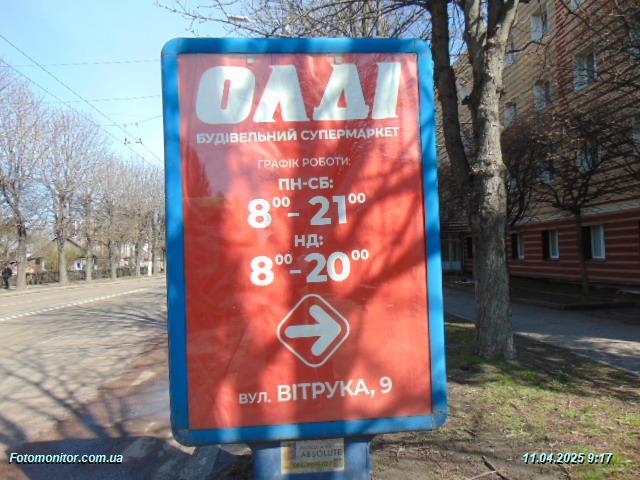 ОЛДІ
БУДІВЕЛЬНИЙ СУПЕРМАРКЕТ
ГРАФІК РОБОТИ:
ПН-СБ:
8⁰⁰ - 21⁰⁰
НД:
8⁰⁰ - 20⁰⁰
ВУЛ. ВІТРУКА, 9
ABSOLUTE
Fotomonitor.com.ua
11.04.2025 9:17